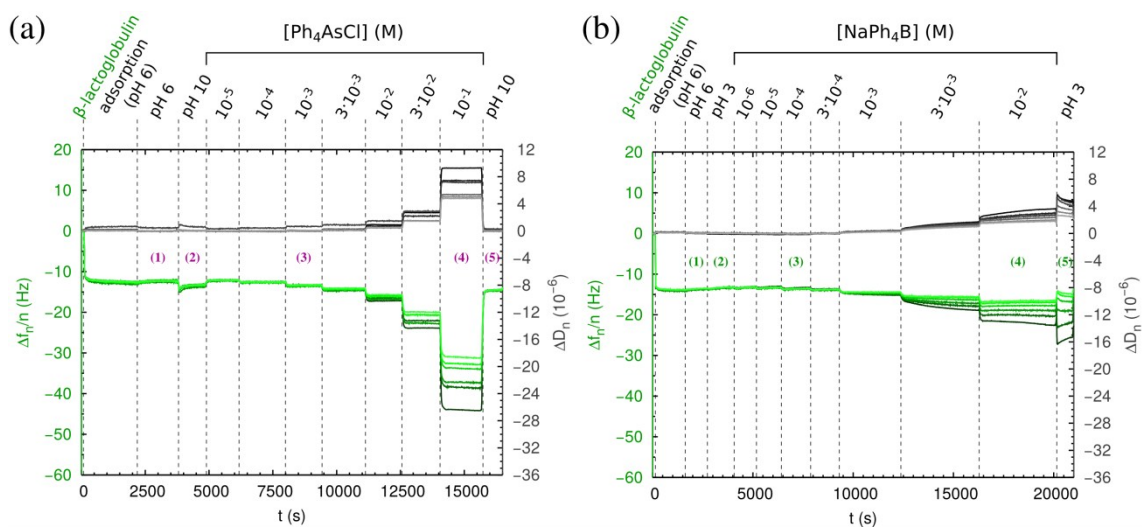 (a)
[Ph₄AsCl] (M)
β-lactoglobulin
adsorption
(pH 6)
pH 6
pH 10
10⁻⁵
10⁻⁴
10⁻³
3·10⁻³
10⁻²
3·10⁻²
10⁻¹
pH 10
20
10
0
−10
−20
−30
−40
−50
−60
Δfₙ/n (Hz)
(1)
(2)
(3)
(4)
(5)
12
8
4
0
−4
−8
−12
−16
−20
−24
−28
−32
−36
ΔDₙ (10⁻⁶)
0 2500 5000 7500 10000 12500 15000
t (s)
(b)
[NaPh₄B] (M)
β-lactoglobulin
adsorption
(pH 6)
pH 6
pH 3
10⁻⁶
10⁻⁵
10⁻⁴
3·10⁻⁴
10⁻³
3·10⁻³
10⁻²
pH 3
20
10
0
−10
−20
−30
−40
−50
−60
Δfₙ/n (Hz)
(1)
(2)
(3)
(4)
(5)
12
8
4
0
−4
−8
−12
−16
−20
−24
−28
−32
−36
ΔDₙ (10⁻⁶)
0 5000 10000 15000 20000
t (s)